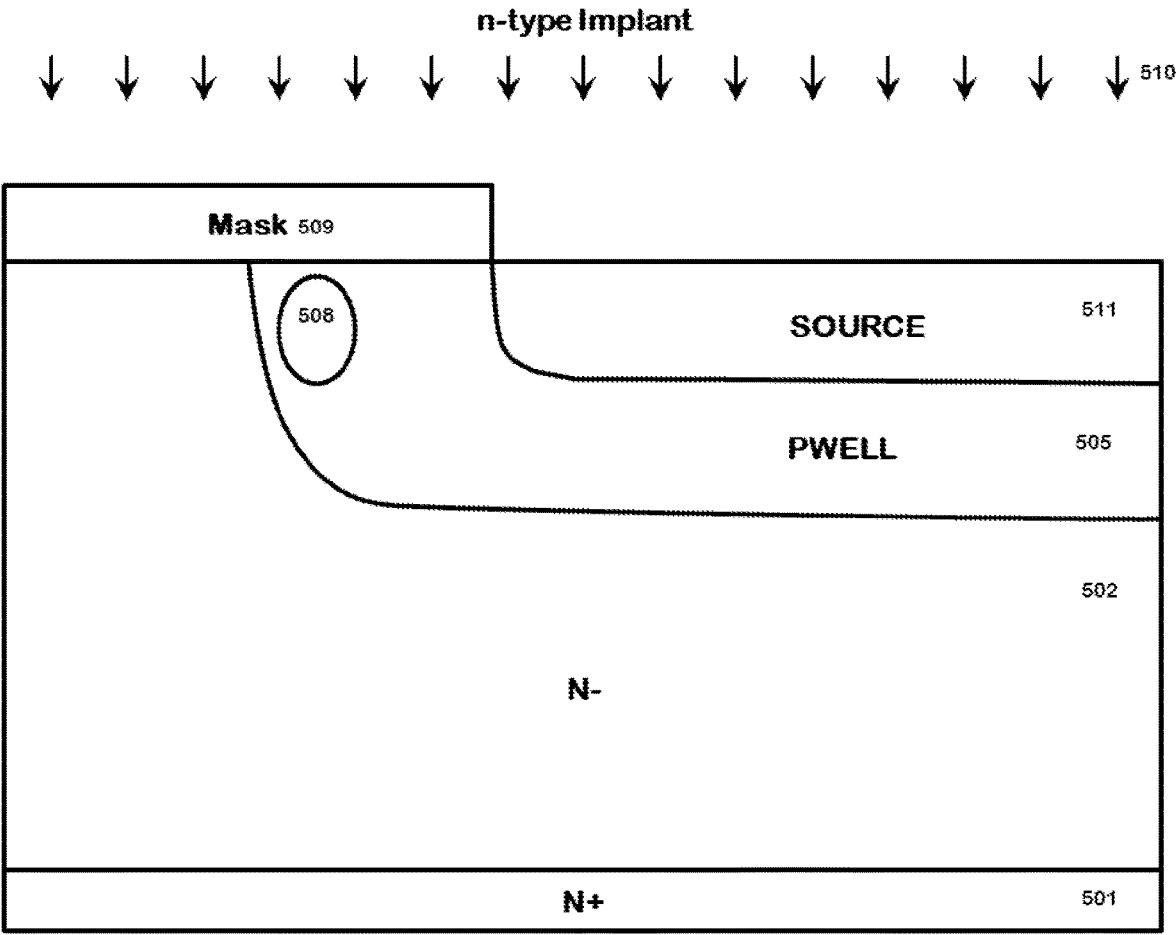 n-type Implant
510
Mask 509
508
511
SOURCE
505
PWELL
502
N-
N+ 501